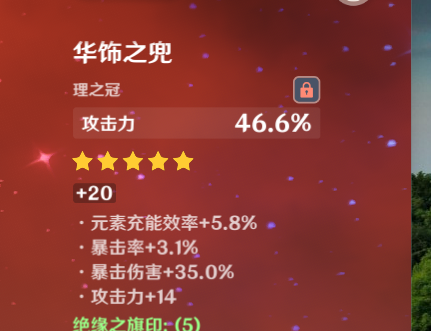 华饰之兜
理之冠
攻击力 46.6%
+20
·元素充能效率+5.8%
·暴击率+3.1%
·暴击伤害+35.0%
·攻击力+14
绝缘之旗印: (5)